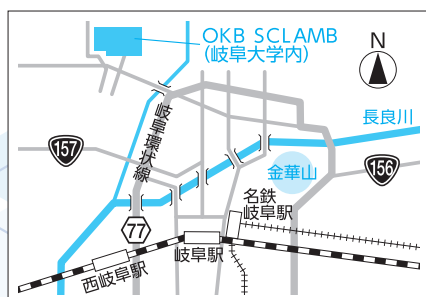 OKB SCLAMB
(岐阜大学内)
N
長良川
岐阜環状線
157
金華山
156
名鉄
岐阜駅
77
岐阜駅
西岐阜駅